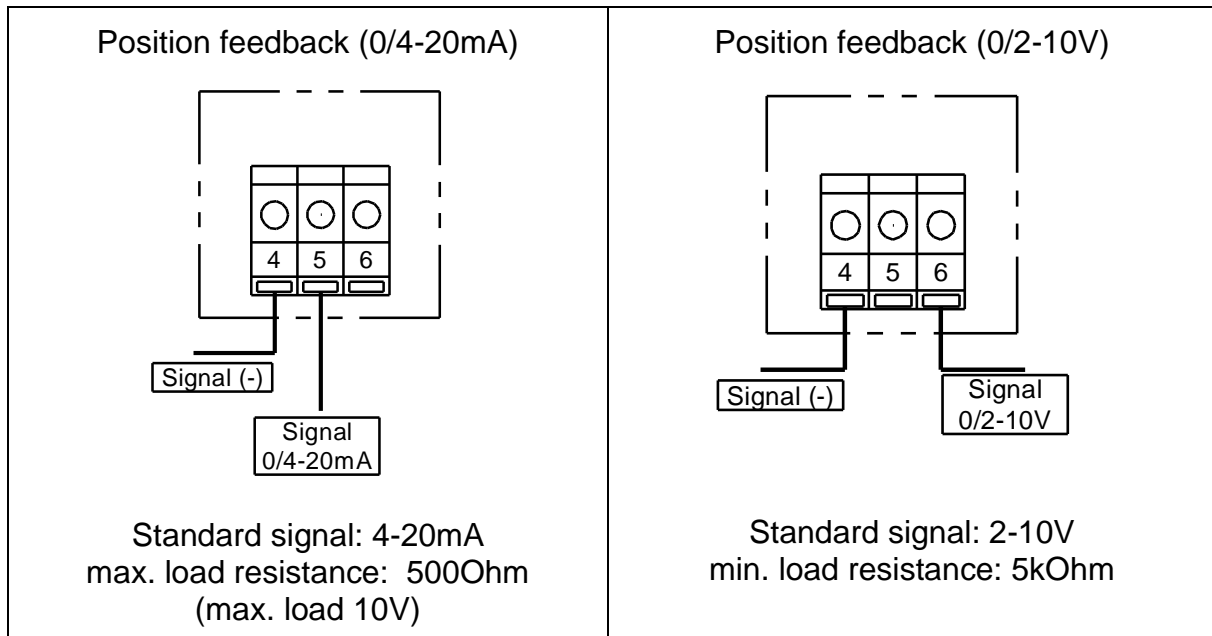 Position feedback (0/4-20mA)
4 5 6
Signal (-)
Signal
0/4-20mA
Standard signal: 4-20mA
max. load resistance: 500Ohm
(max. load 10V)
Position feedback (0/2-10V)
4 5 6
Signal (-)
Signal
0/2-10V
Standard signal: 2-10V
min. load resistance: 5kOhm